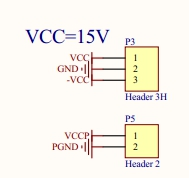 VCC=15V
P3
VCC 1
GND 2
-VCC 3
Header 3H
P5
VCCP 1
PGND 2
Header 2